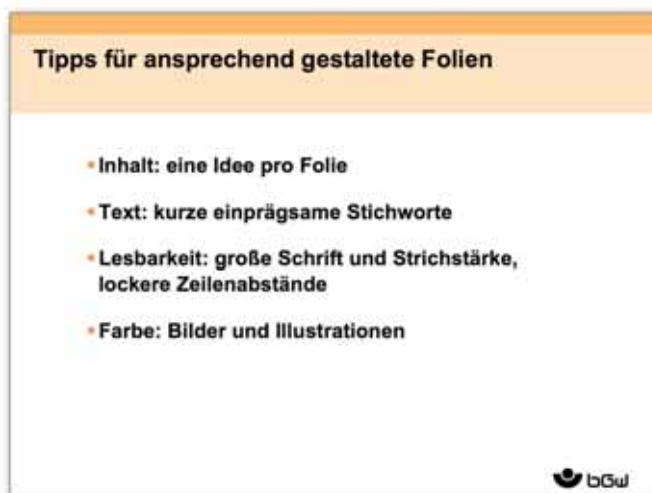 Tipps für ansprechend gestaltete Folien
▪ Inhalt: eine Idee pro Folie
▪ Text: kurze einprägsame Stichworte
▪ Lesbarkeit: große Schrift und Strichstärke,
lockere Zeilenabstände
▪ Farbe: Bilder und Illustrationen
bGW